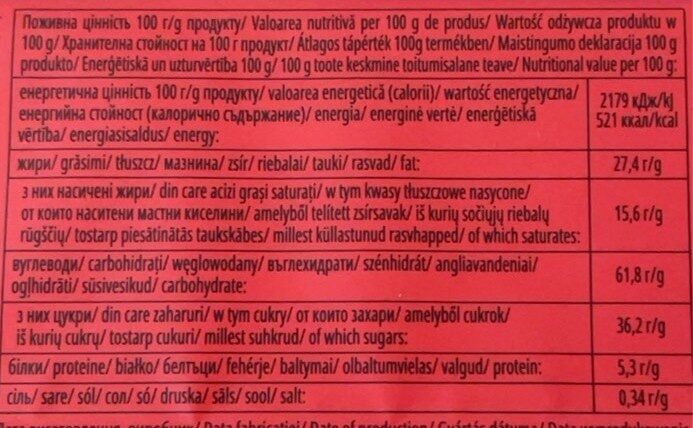 Поживна цінність 100 г/g продукту/ Valoarea nutritivă per 100 g de produs/ Wartość odżywcza produktu w
100 g/ Хранителна стойност на 100 г продукт/ Átlagos tápérték 100g termékben/ Maistingumo deklaracija 100 g
produkto/ Enerģētiskā un uzturvērtība 100 g/ 100 g toote keskmine toitumisalane teave/ Nutritional value per 100 g:
енергетична цінність 100 г/g продукту/ valoarea energetică (calorii)/ wartość energetyczna/
енергийна стойност (калорично съдържание)/ energia/ energinė vertė/ enerģētiskā
vērtība/ energiasisaldus/ energy:
2179 кДж/kJ
521 ккал/kcal
жири/ grăsimi/ tłuszcz/ мазнина/ zsír/ riebalai/ tauki/ rasvad/ fat:
27,4 г/g
з них насичені жири/ din care acizi grași saturați/ w tym kwasy tłuszczowe nasycone/
от които наситени мастни киселини/ amelyből telített zsírsavak/ iš kurių sočiųjų riebalų
rūgščių/ tostarp piesātinātās taukskābes/ millest küllastunud rasvhapped/ of which saturates:
15,6 г/g
вуглеводи/ carbohidrați/ węglowodany/ въглехидрати/ szénhidrát/ angliavandeniai/
ogļhidrāti/ süsivesikud/ carbohydrate:
61,8 г/g
з них цукри/ din care zaharuri/ w tym cukry/ от които захари/ amelyből cukrok/
iš kurių cukrų/ tostarp cukuri/ millest suhkrud/ of which sugars:
36,2 г/g
білки/ proteine/ białko/ белтъци/ fehérje/ baltymai/ olbaltumvielas/ valgud/ protein:
5,3 г/g
сіль/ sare/ sól/ сол/ só/ druska/ sāls/ sool/ salt:
0,34 г/g